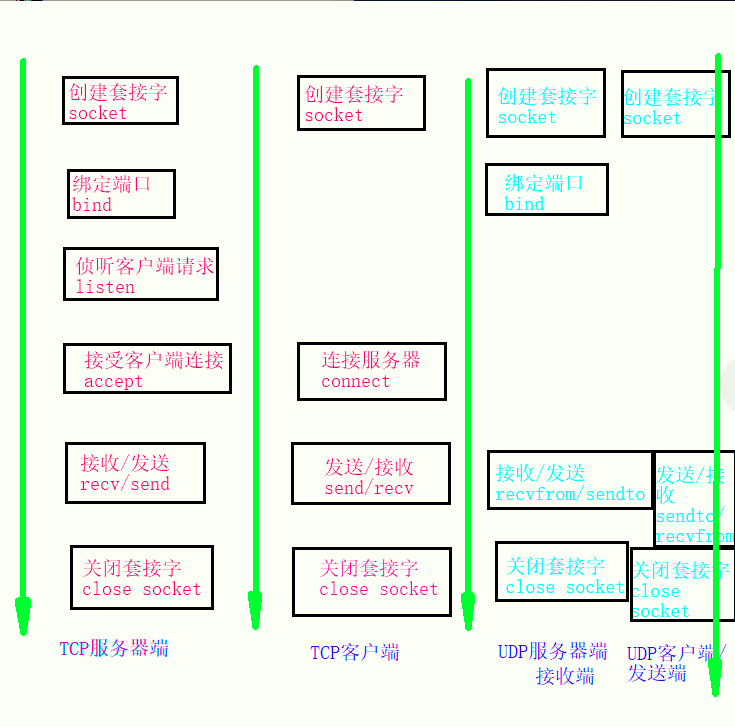 创建套接字
socket
绑定端口
bind
侦听客户端请求
listen
接受客户端连接
accept
接收/发送
recv/send
关闭套接字
close socket
TCP服务器端
创建套接字
socket
连接服务器
connect
发送/接收
send/recv
关闭套接字
close socket
TCP客户端
创建套接字
socket
绑定端口
bind
接收/发送
recvfrom/sendto
关闭套接字
close socket
UDP服务器端
接收端
创建套接字
socket
发送/接
收
sendto/
recvfrom
关闭套接字
close
socket
UDP客户端/
发送端